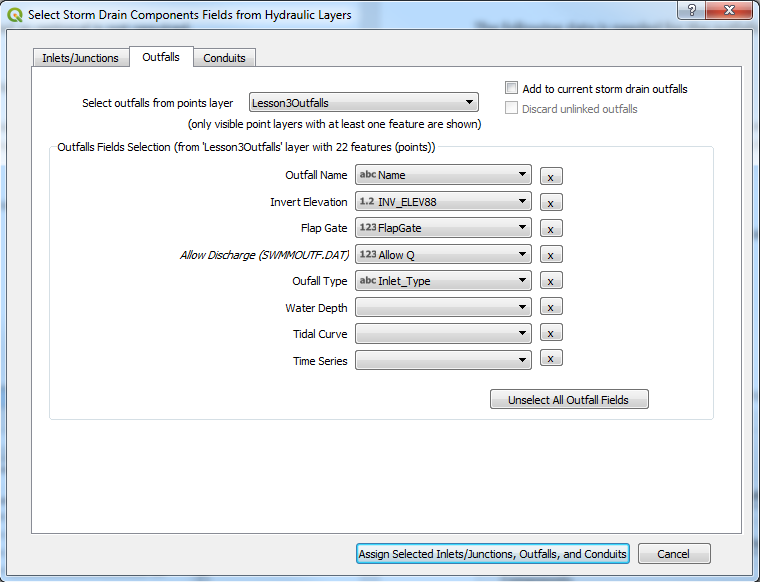 Select Storm Drain Components Fields from Hydraulic Layers
?
X
Inlets/Junctions
Outfalls
Conduits
Select outfalls from points layer
Lesson3Outfalls
Add to current storm drain outfalls
(only visible point layers with at least one feature are shown)
Discard unlinked outfalls
Outfalls Fields Selection (from 'Lesson3Outfalls' layer with 22 features (points))
Outfall Name abc Name x
Invert Elevation 1.2 INV_ELEV88 x
Flap Gate 123 FlapGate x
Allow Discharge (SWMMOUTF.DAT) 123 Allow Q x
Oufall Type abc Inlet_Type x
Water Depth x
Tidal Curve x
Time Series x
Unselect All Outfall Fields
Assign Selected Inlets/Junctions, Outfalls, and Conduits
Cancel